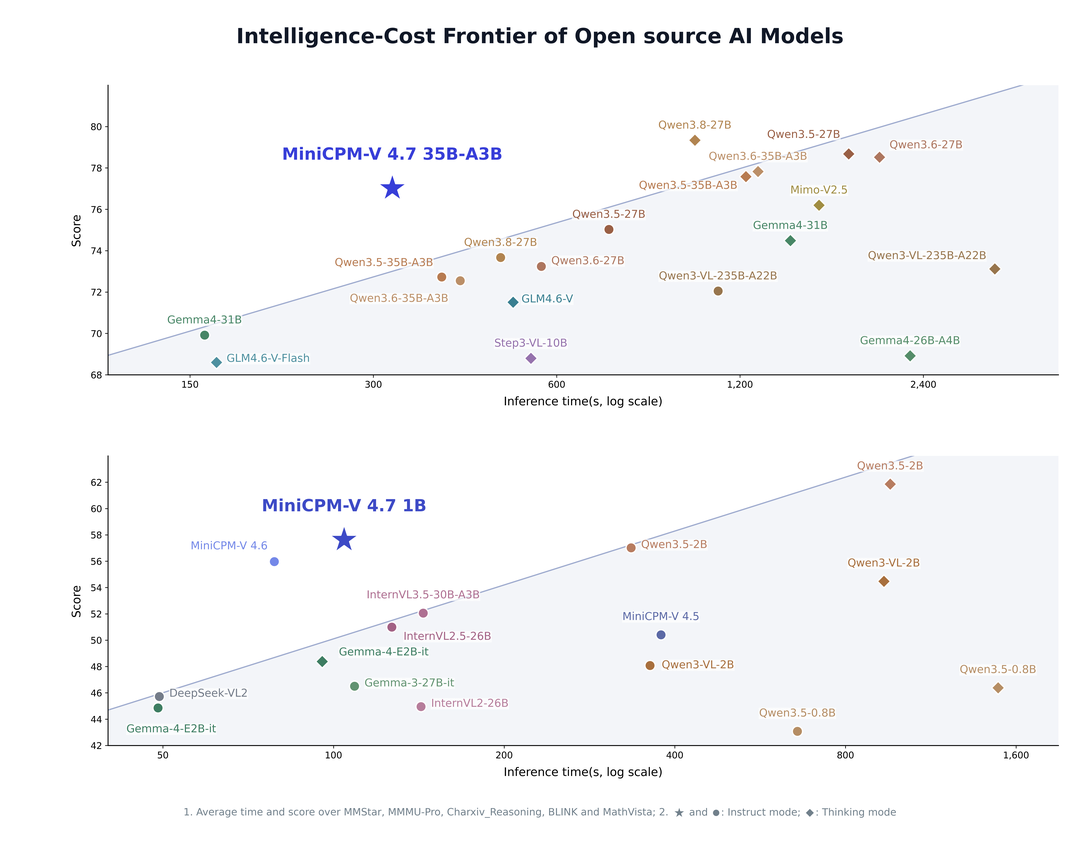 Intelligence-Cost Frontier of Open source AI Models
80
78
76
74
72
70
68
Score
Qwen3.8-27B
Qwen3.5-27B
Qwen3.6-27B
MiniCPM-V 4.7 35B-A3B
Qwen3.6-35B-A3B
Qwen3.5-35B-A3B
Mimo-V2.5
Qwen3.5-27B
Gemma4-31B
Qwen3.8-27B
Qwen3-VL-235B-A22B
Qwen3.5-35B-A3B
Qwen3.6-27B
Qwen3-VL-235B-A22B
Qwen3.6-35B-A3B
GLM4.6-V
Gemma4-31B
Step3-VL-10B
Gemma4-26B-A4B
GLM4.6-V-Flash
150
300
600
1,200
2,400
Inference time(s, log scale)
62
60
58
56
54
52
50
48
46
44
42
Score
Qwen3.5-2B
MiniCPM-V 4.7 1B
MiniCPM-V 4.6
Qwen3.5-2B
Qwen3-VL-2B
InternVL3.5-30B-A3B
MiniCPM-V 4.5
InternVL2.5-26B
Gemma-4-E2B-it
Qwen3-VL-2B
Qwen3.5-0.8B
Gemma-3-27B-it
DeepSeek-VL2
InternVL2-26B
Qwen3.5-0.8B
Gemma-4-E2B-it
50
100
200
400
800
1,600
Inference time(s, log scale)
1. Average time and score over MMStar, MMMU-Pro, Charxiv_Reasoning, BLINK and MathVista; 2. ★ and ●: Instruct mode; ◆: Thinking mode